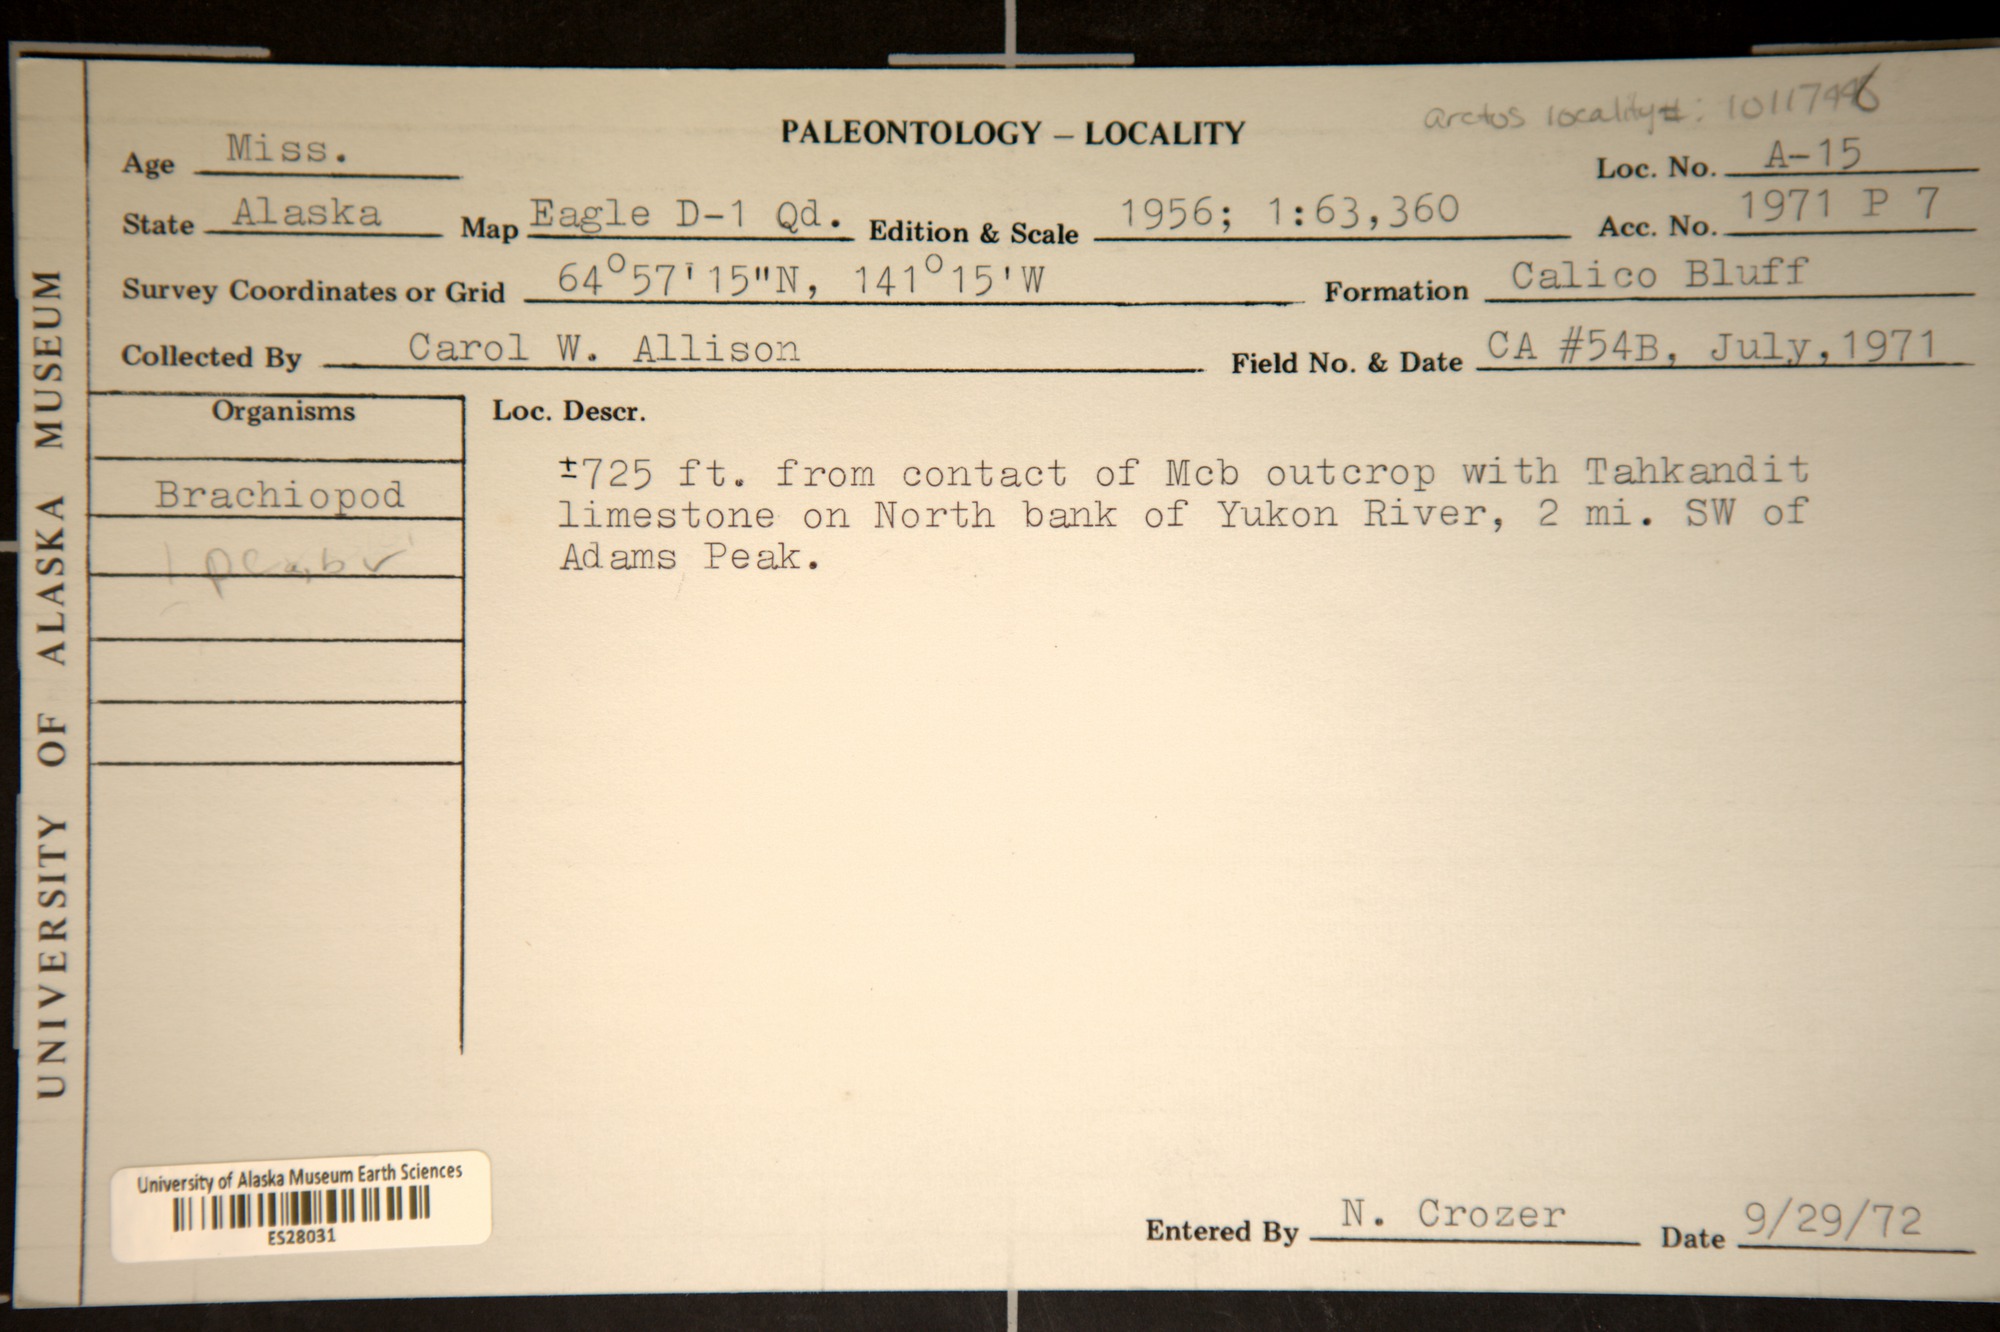 arctos locality#:
PALEONTOLOGY – LOCALITY
Age Miss.
Loc. No. A-15
State Alaska Map Eagle D-1 Qd. Edition & Scale 1956; 1:63,360
Acc. No. 1971 P 7
Survey Coordinates or Grid 64°57'15"N, 141°15'W
Formation Calico Bluff
Collected By Carol W. Allison
Field No. & Date CA #54B, July, 1971
Organisms
Brachiopod
Loc. Descr.
±725 ft. from contact of Mcb outcrop with Tahkandit
limestone on North bank of Yukon River, 2 mi. SW of
Adams Peak.
UNIVERSITY OF ALASKA MUSEUM
University of Alaska Museum Earth Sciences
ES28031
Entered By N. Crozer Date 9/29/72